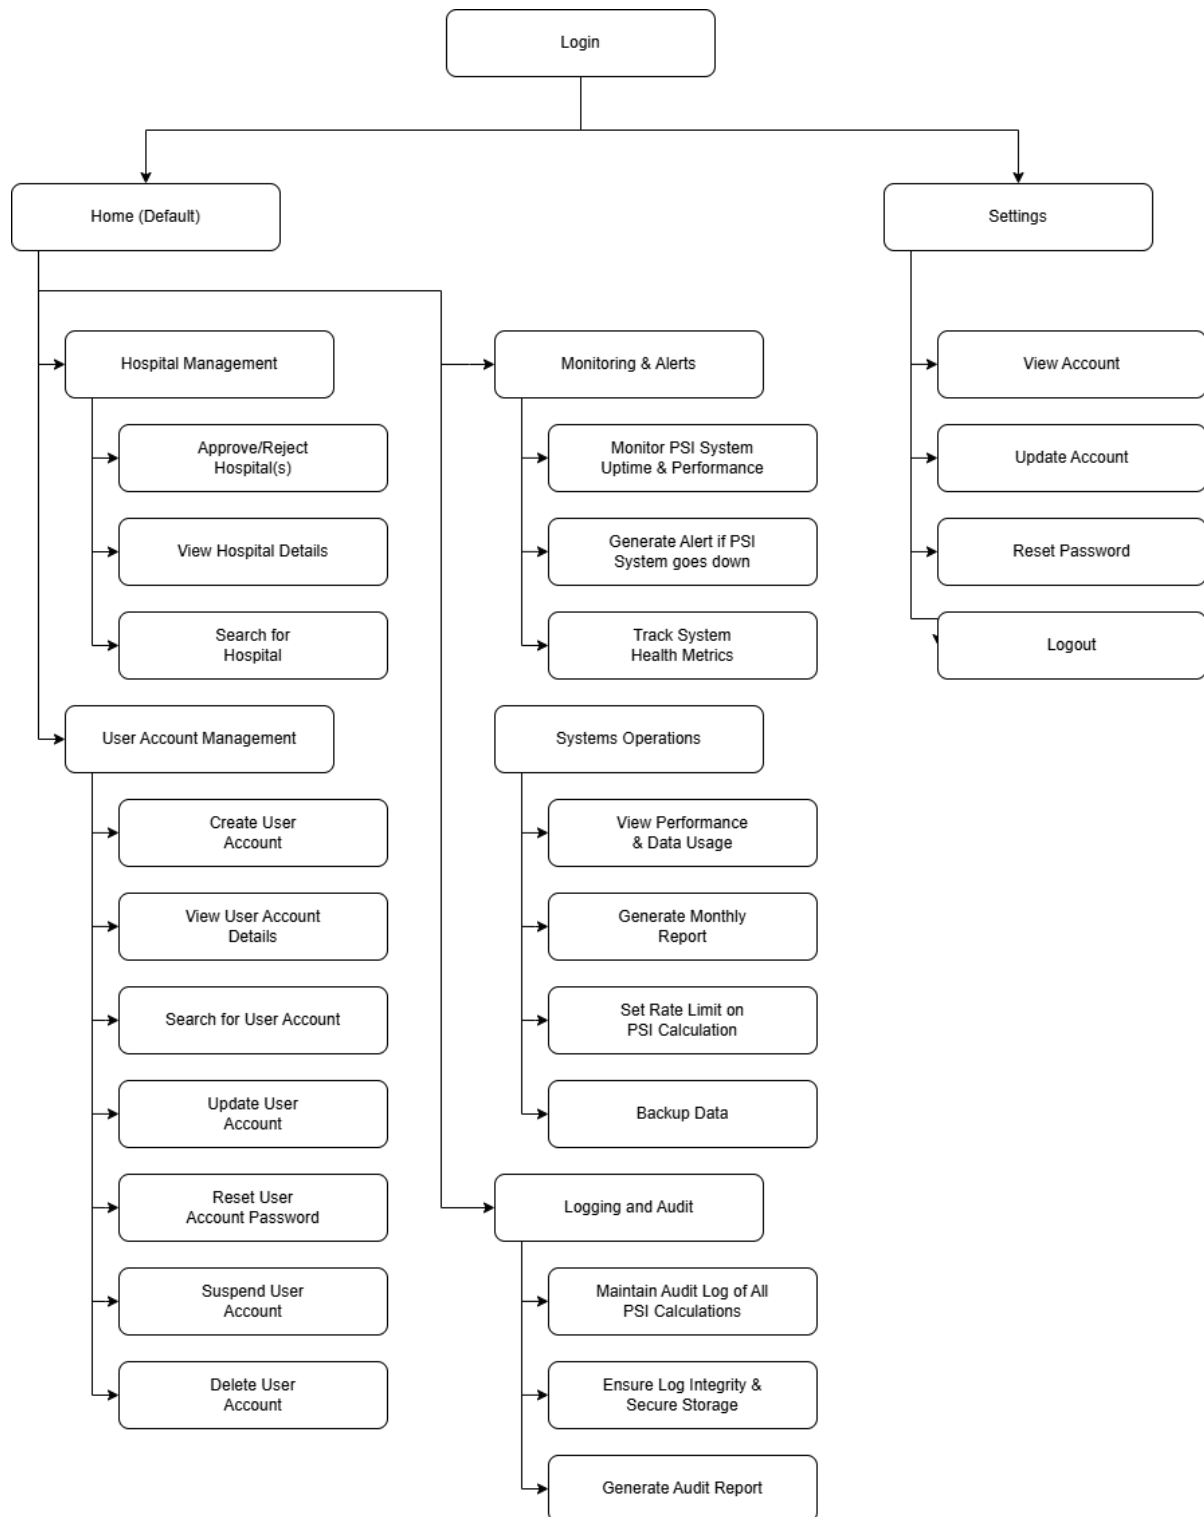 Login
Home (Default)
Settings
Hospital Management
Approve/Reject
Hospital(s)
View Hospital Details
Search for
Hospital
User Account Management
Create User
Account
View User Account
Details
Search for User Account
Update User
Account
Reset User
Account Password
Suspend User
Account
Delete User
Account
Monitoring & Alerts
Monitor PSI System
Uptime & Performance
Generate Alert if PSI
System goes down
Track System
Health Metrics
Systems Operations
View Performance
& Data Usage
Generate Monthly
Report
Set Rate Limit on
PSI Calculation
Backup Data
Logging and Audit
Maintain Audit Log of All
PSI Calculations
Ensure Log Integrity &
Secure Storage
Generate Audit Report
View Account
Update Account
Reset Password
Logout